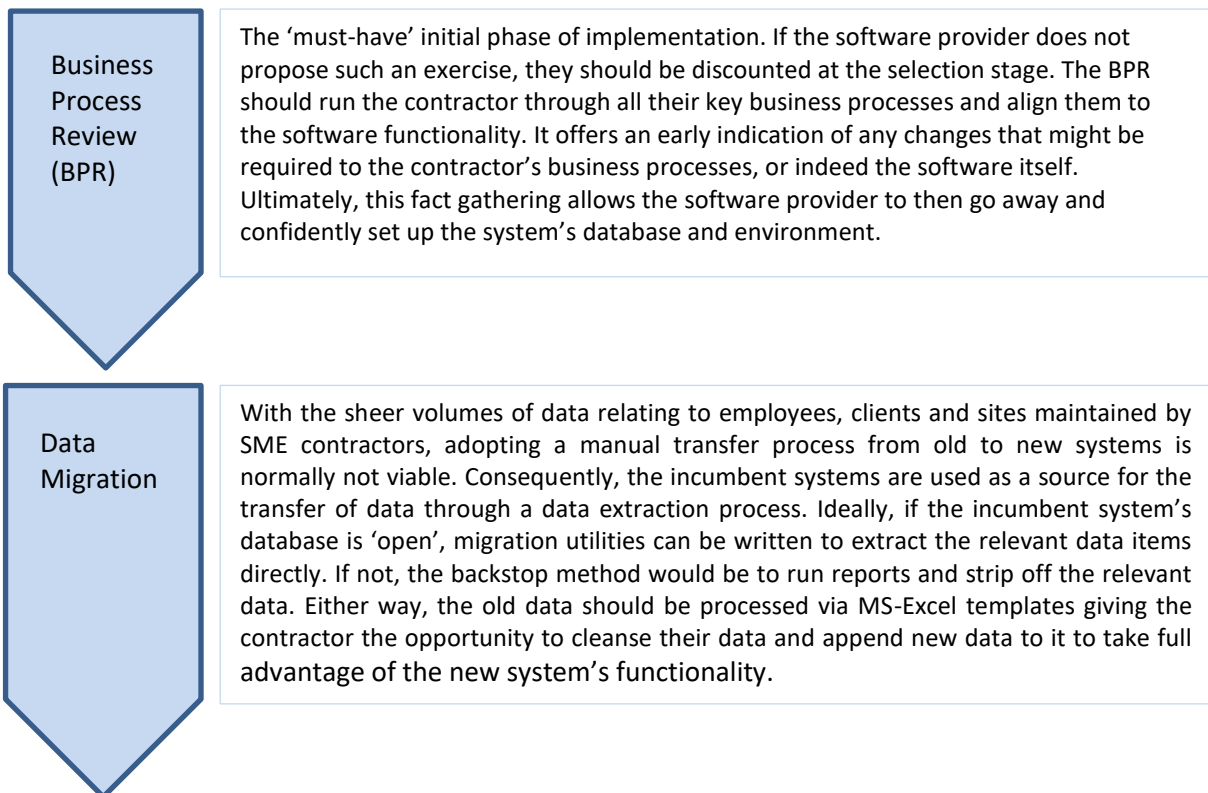 Business
Process
Review
(BPR)
The ‘must-have’ initial phase of implementation. If the software provider does not
propose such an exercise, they should be discounted at the selection stage. The BPR
should run the contractor through all their key business processes and align them to
the software functionality. It offers an early indication of any changes that might be
required to the contractor’s business processes, or indeed the software itself.
Ultimately, this fact gathering allows the software provider to then go away and
confidently set up the system’s database and environment.
Data
Migration
With the sheer volumes of data relating to employees, clients and sites maintained by
SME contractors, adopting a manual transfer process from old to new systems is
normally not viable. Consequently, the incumbent systems are used as a source for the
transfer of data through a data extraction process. Ideally, if the incumbent system’s
database is ‘open’, migration utilities can be written to extract the relevant data items
directly. If not, the backstop method would be to run reports and strip off the relevant
data. Either way, the old data should be processed via MS-Excel templates giving the
contractor the opportunity to cleanse their data and append new data to it to take full
advantage of the new system’s functionality.